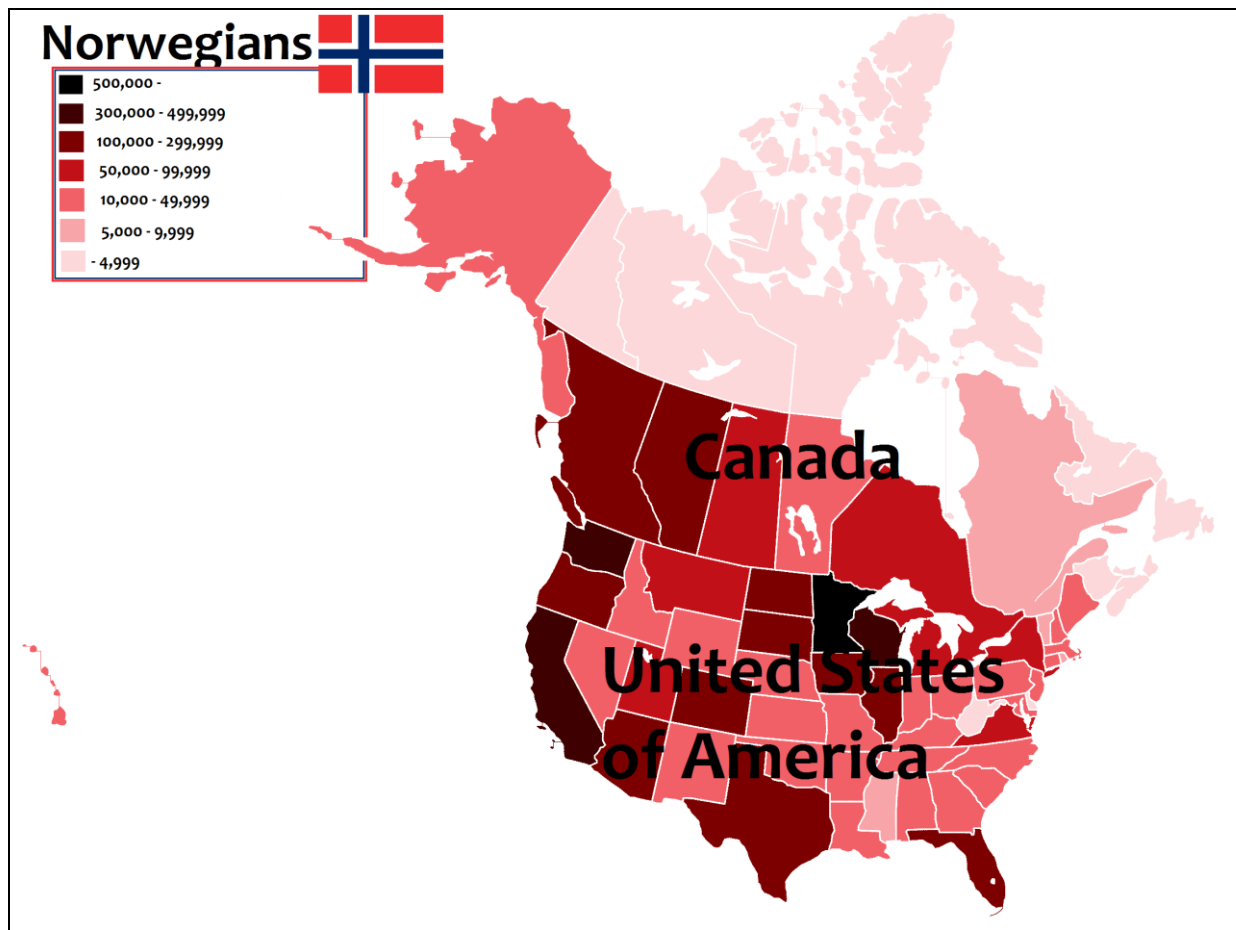 Norwegians
500,000 -
300,000 - 499,999
100,000 - 299,999
50,000 - 99,999
10,000 - 49,999
5,000 - 9,999
- 4,999
Canada
United States
of America